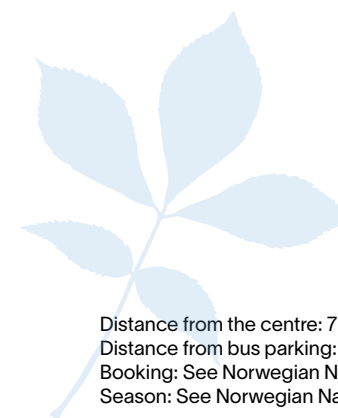 Distance from the centre: 7
Distance from bus parking:
Booking: See Norwegian
Season: See Norwegian